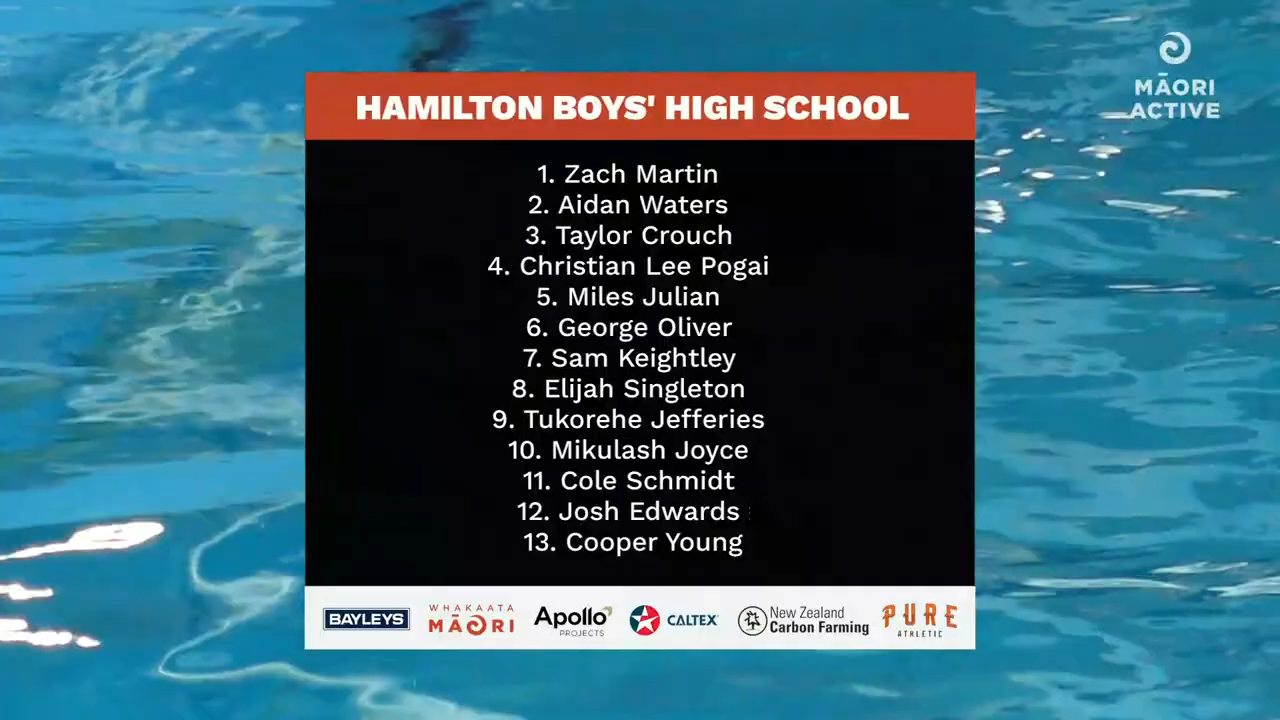 MĀORI
ACTIVE
HAMILTON BOYS' HIGH SCHOOL
1. Zach Martin
2. Aidan Waters
3. Taylor Crouch
4. Christian Lee Pogai
5. Miles Julian
6. George Oliver
7. Sam Keightley
8. Elijah Singleton
9. Tukorehe Jefferies
10. Mikulash Joyce
11. Cole Schmidt
12. Josh Edwards
13. Cooper Young
BAYLEYS
WHAKAATA
MĀORI
Apollo
PROJECTS
CALTEX
New Zealand
Carbon Farming
PURE
ATHLETIC